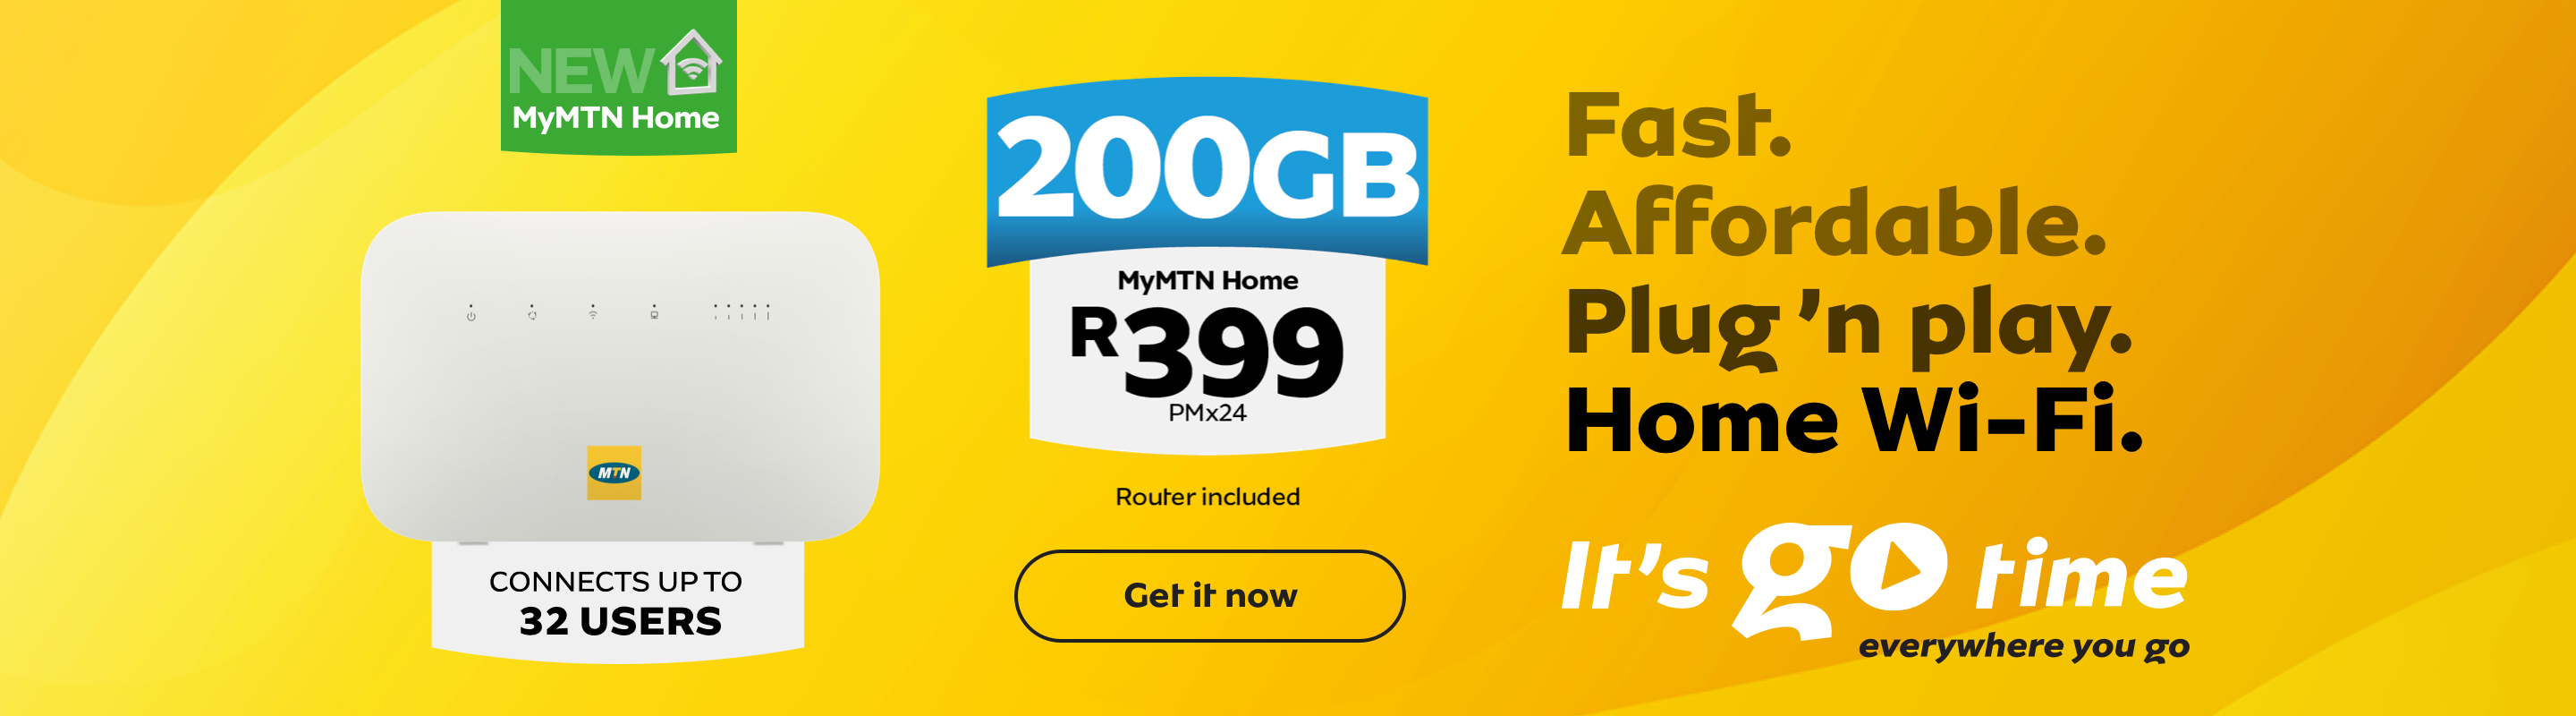 NEW
MyMTN Home
MTN
CONNECTS UP TO
32 USERS
200GB
MyMTN Home
R399
PMx24
Router included
Get it now
Fast.
Affordable.
Plug 'n play.
Home Wi-Fi.
It's go time
everywhere you go